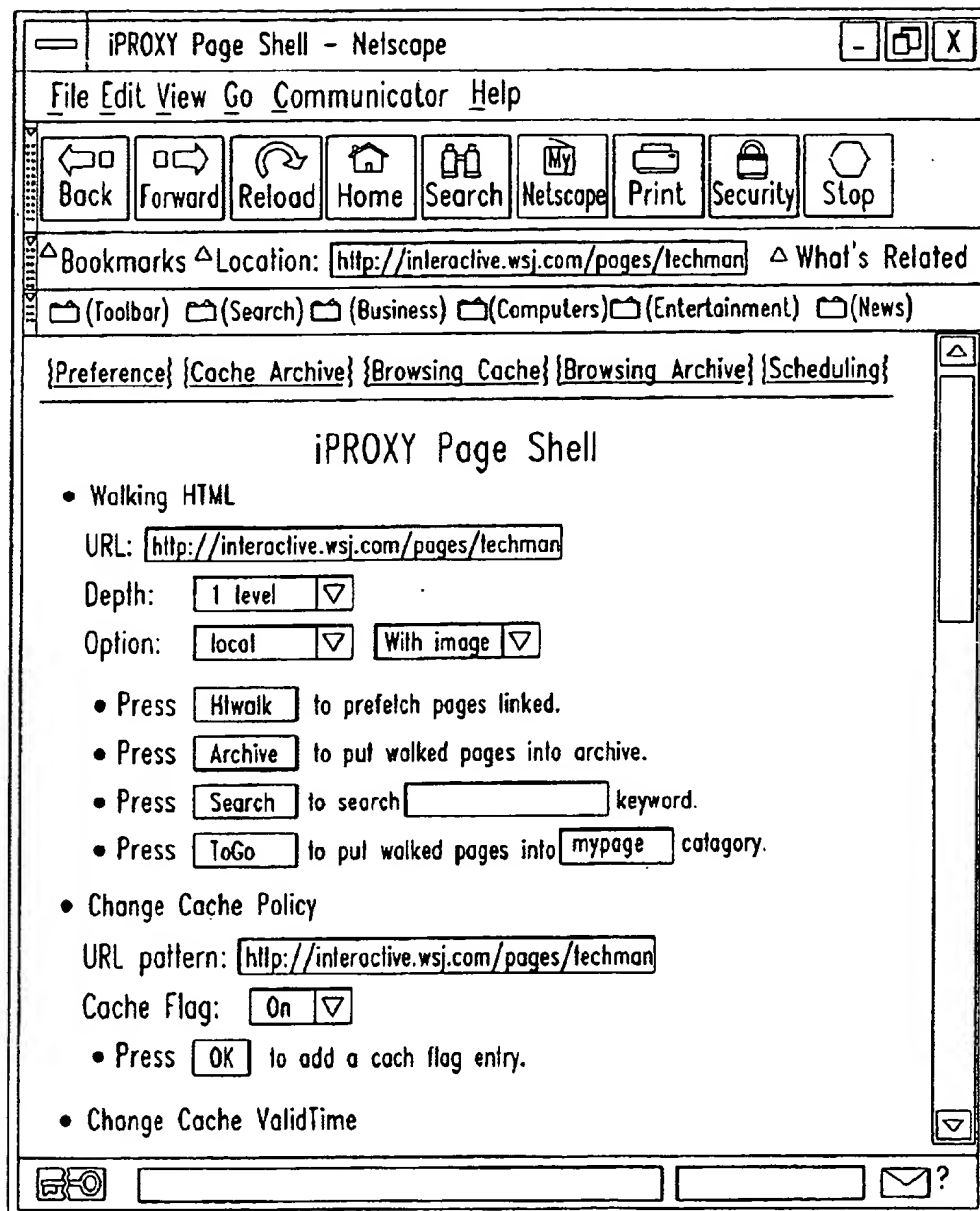 iPROXY Page Shell - Netscape - X
File Edit View Go Communicator Help
My
Back Forward Reload Home Search Netscape Print Security Stop
Bookmarks Location: http://interactive.wsj.com/pages/techman What's Related
(Toolbar) (Search) (Business) (Computers) (Entertainment) (News)
{Preference} {Cache Archive} {Browsing Cache} {Browsing Archive} {Scheduling}
iPROXY Page Shell
• Walking HTML
URL: http://interactive.wsj.com/pages/techman
Depth: 1 level
Option: local With image
• Press Htwalk to prefetch pages linked.
• Press Archive to put walked pages into archive.
• Press Search to search keyword.
• Press ToGo to put walked pages into mypage catagory.
• Change Cache Policy
URL pattern: http://interactive.wsj.com/pages/techman
Cache Flag: On
• Press OK to add a cach flag entry.
• Change Cache ValidTime
?